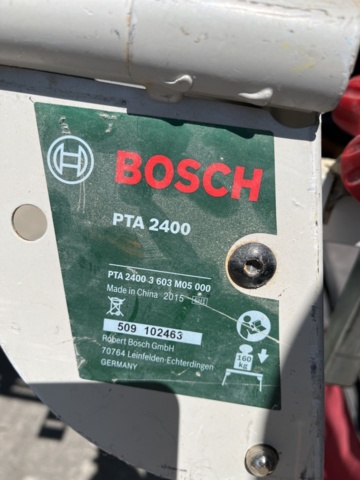 BOSCH
PTA 2400
PTA 2400 3 603 M05 000
Made in China 2015
509 102463
Robert Bosch GmbH
70764 Leinfelden-Echterdingen
GERMANY
160
kg